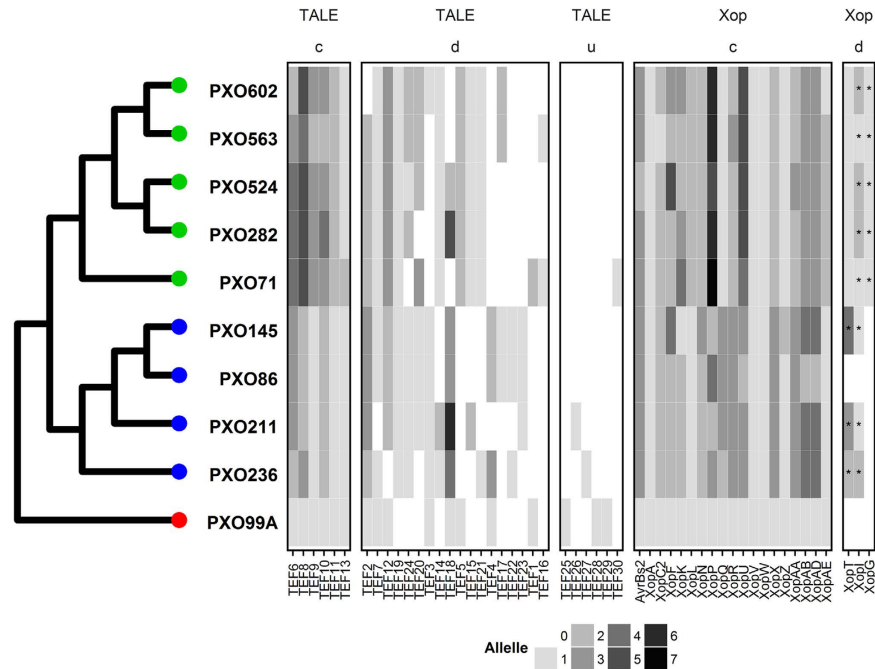 TALE TALE TALE Xop Xop
c d u c d
PXO602 * *
PXO563 * *
PXO524 * *
PXO282 * *
PXO71 * *
PXO145 * *
PXO86
PXO211 * *
PXO236 * *
PXO99A
TEF6
TEF8
TEF9
TEF10
TEF11
TEF13
TEF2
TEF7
TEF12
TEF19
TEF24
TEF20
TEF3
TEF14
TEF18
TEF5
TEF15
TEF21
TEF4
TEF17
TEF22
TEF23
TEF1
TEF16
TEF25
TEF26
TEF27
TEF28
TEF29
TEF30
AvrBs2
XopA
XopC2
XopF
XopK
XopL
XopN
XopP
XopQ
XopR
XopU
XopV
XopW
XopX
XopZ
XopAA
XopAB
XopAD
XopAE
XopT
XopI
XopG
Allelle
0 2 4 6
1 3 5 7